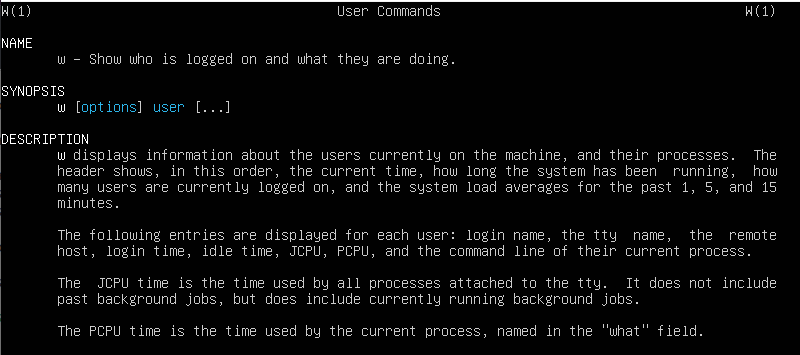 W(1) User Commands W(1)
NAME
w - Show who is logged on and what they are doing.
SYNOPSIS
w [options] user [...]
DESCRIPTION
w displays information about the users currently on the machine, and their processes.  The
header shows, in this order, the current time, how long the system has been  running,  how
many users are currently logged on, and the system load averages for the past 1, 5, and 15
minutes.
The following entries are displayed for each user: login name, the tty  name,  the  remote
host, login time, idle time, JCPU, PCPU, and the command line of their current process.
The  JCPU time is the time used by all processes attached to the tty.  It does not include
past background jobs, but does include currently running background jobs.
The PCPU time is the time used by the current process, named in the "what" field.